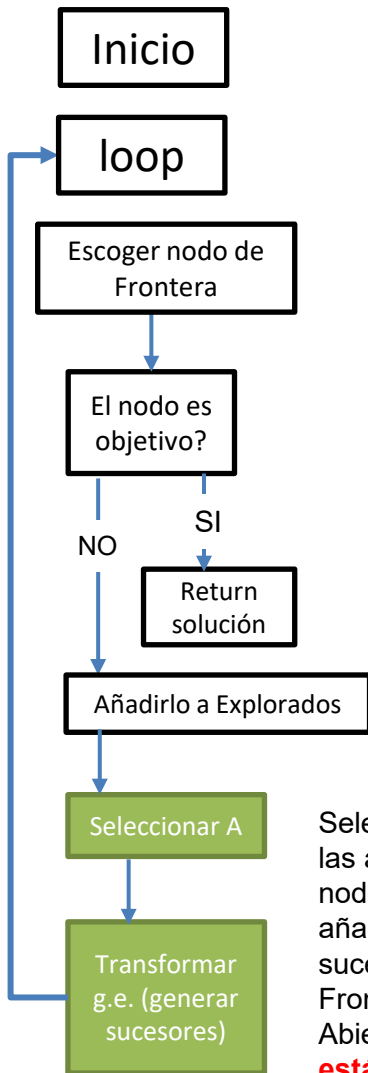 Inicio
loop
Escoger nodo de
Frontera
El nodo es
objetivo?
SI
NO
Return
solución
Añadirlo a Explorados
Seleccionar A
Transformar
g.e. (generar
sucesores)
Sele
las a
nod
aña
suce
Fron
Abie
está